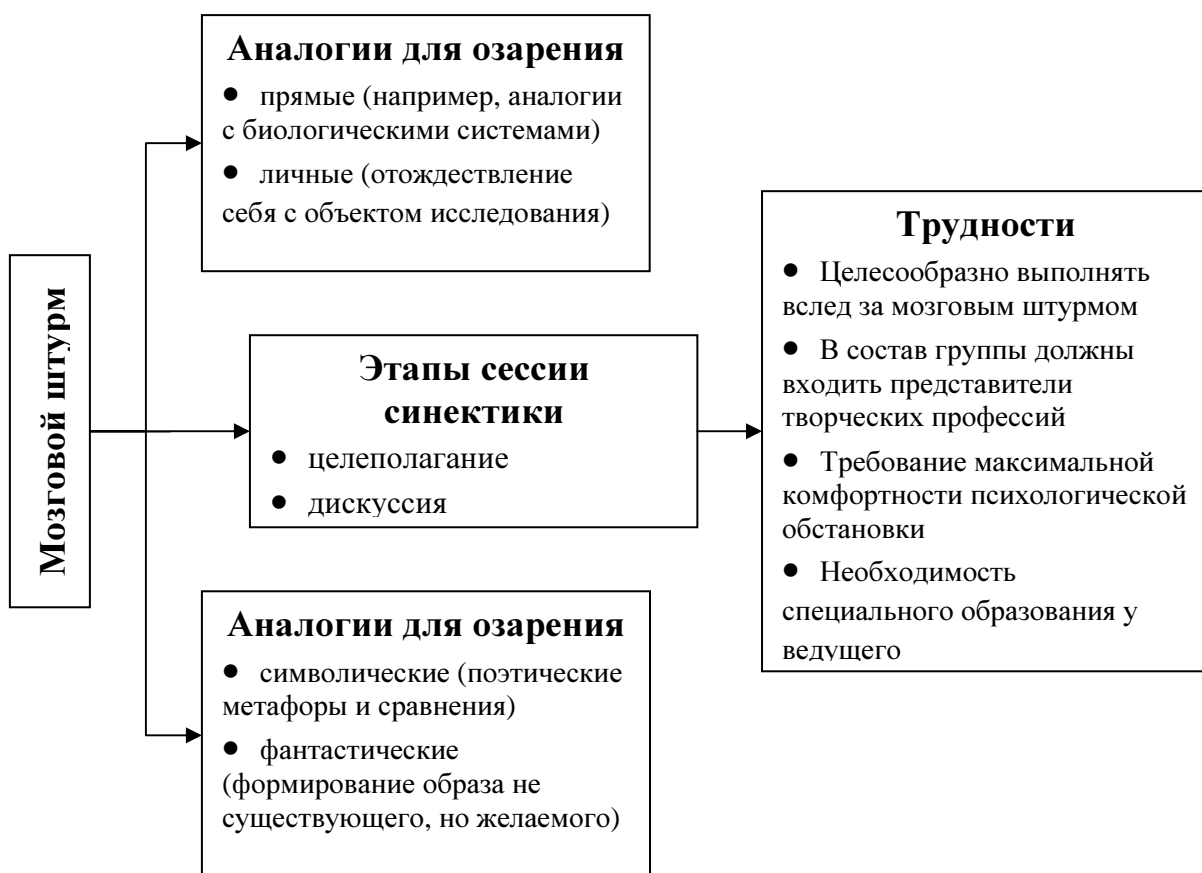 Мозговой штурм
Аналогии для озарения
● прямые (например, аналогии
с биологическими системами)
● личные (отождествление
себя с объектом исследования)
Этапы сессии
синектики
● целеполагание
● дискуссия
Аналогии для озарения
● символические (поэтические
метафоры и сравнения)
● фантастические
(формирование образа не
существующего, но желаемого)
Трудности
● Целесообразно выполнять
вслед за мозговым штурмом
● В состав группы должны
входить представители
творческих профессий
● Требование максимальной
комфортности психологической
обстановки
● Необходимость
специального образования у
ведущего